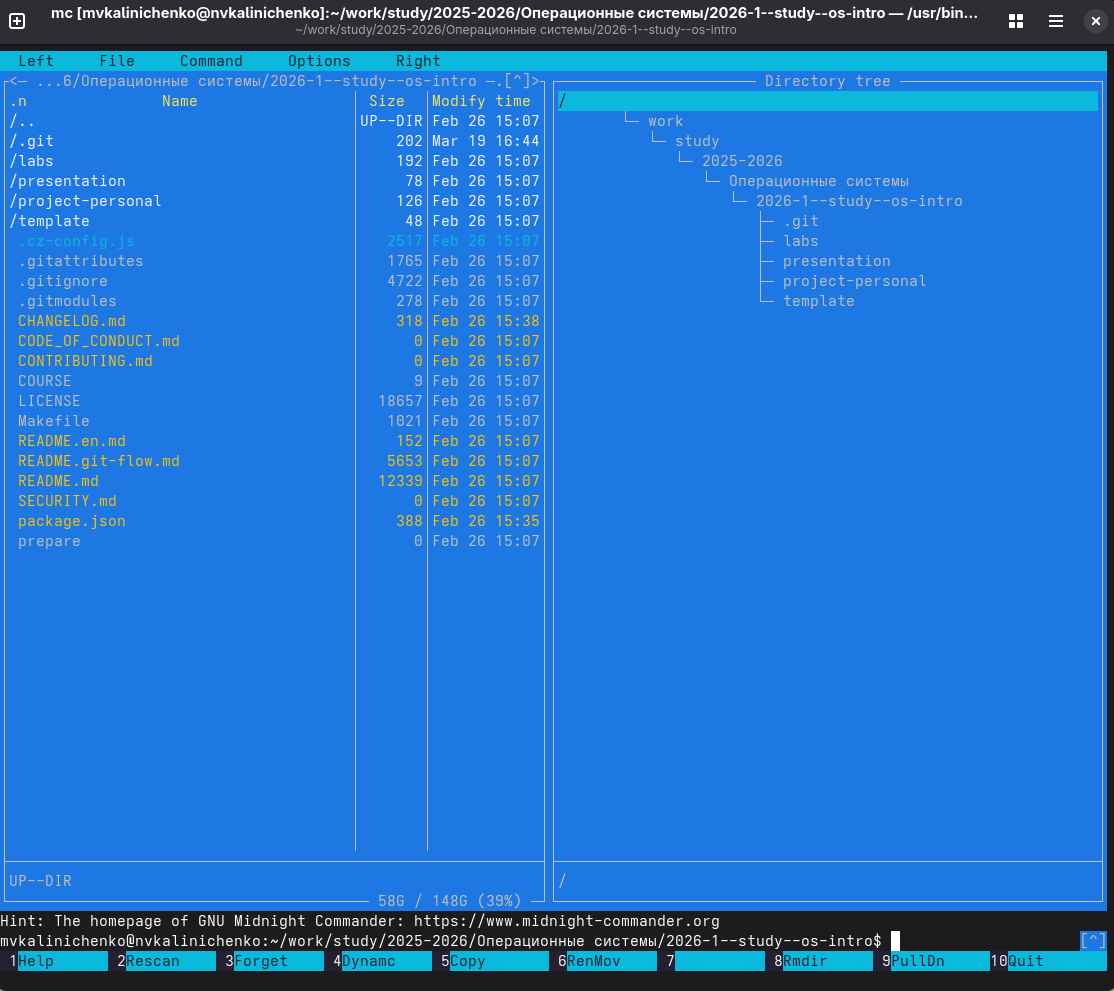 mc [mvkalinichenko@nvkalinichenko]:~/work/study/2025-2026/Операционные системы/2026-1--study--os-intro — /usr/bin…
~/work/study/2025-2026/Операционные системы/2026-1--study--os-intro
Left File Command Options Right
<— ...6/Операционные системы/2026-1--study--os-intro —.[^]>
.n Name Size Modify time
/.. UP--DIR Feb 26 15:07
/.git 202 Mar 19 16:44
/labs 192 Feb 26 15:07
/presentation 78 Feb 26 15:07
/project-personal 126 Feb 26 15:07
/template 48 Feb 26 15:07
.cz-config.js 2517 Feb 26 15:07
.gitattributes 1765 Feb 26 15:07
.gitignore 4722 Feb 26 15:07
.gitmodules 278 Feb 26 15:07
CHANGELOG.md 318 Feb 26 15:38
CODE_OF_CONDUCT.md 0 Feb 26 15:07
CONTRIBUTING.md 0 Feb 26 15:07
COURSE 9 Feb 26 15:07
LICENSE 18657 Feb 26 15:07
Makefile 1021 Feb 26 15:07
README.en.md 152 Feb 26 15:07
README.git-flow.md 5653 Feb 26 15:07
README.md 12339 Feb 26 15:07
SECURITY.md 0 Feb 26 15:07
package.json 388 Feb 26 15:35
prepare 0 Feb 26 15:07
UP--DIR
58G / 148G (39%)
Directory tree
/
work
study
2025-2026
Операционные системы
2026-1--study--os-intro
.git
labs
presentation
project-personal
template
/
Hint: The homepage of GNU Midnight Commander: https://www.midnight-commander.org
mvkalinichenko@nvkalinichenko:~/work/study/2025-2026/Операционные системы/2026-1--study--os-intro$ [^]
1Help 2Rescan 3Forget 4Dynamc 5Copy 6RenMov 7 8Rmdir 9PullDn 10Quit